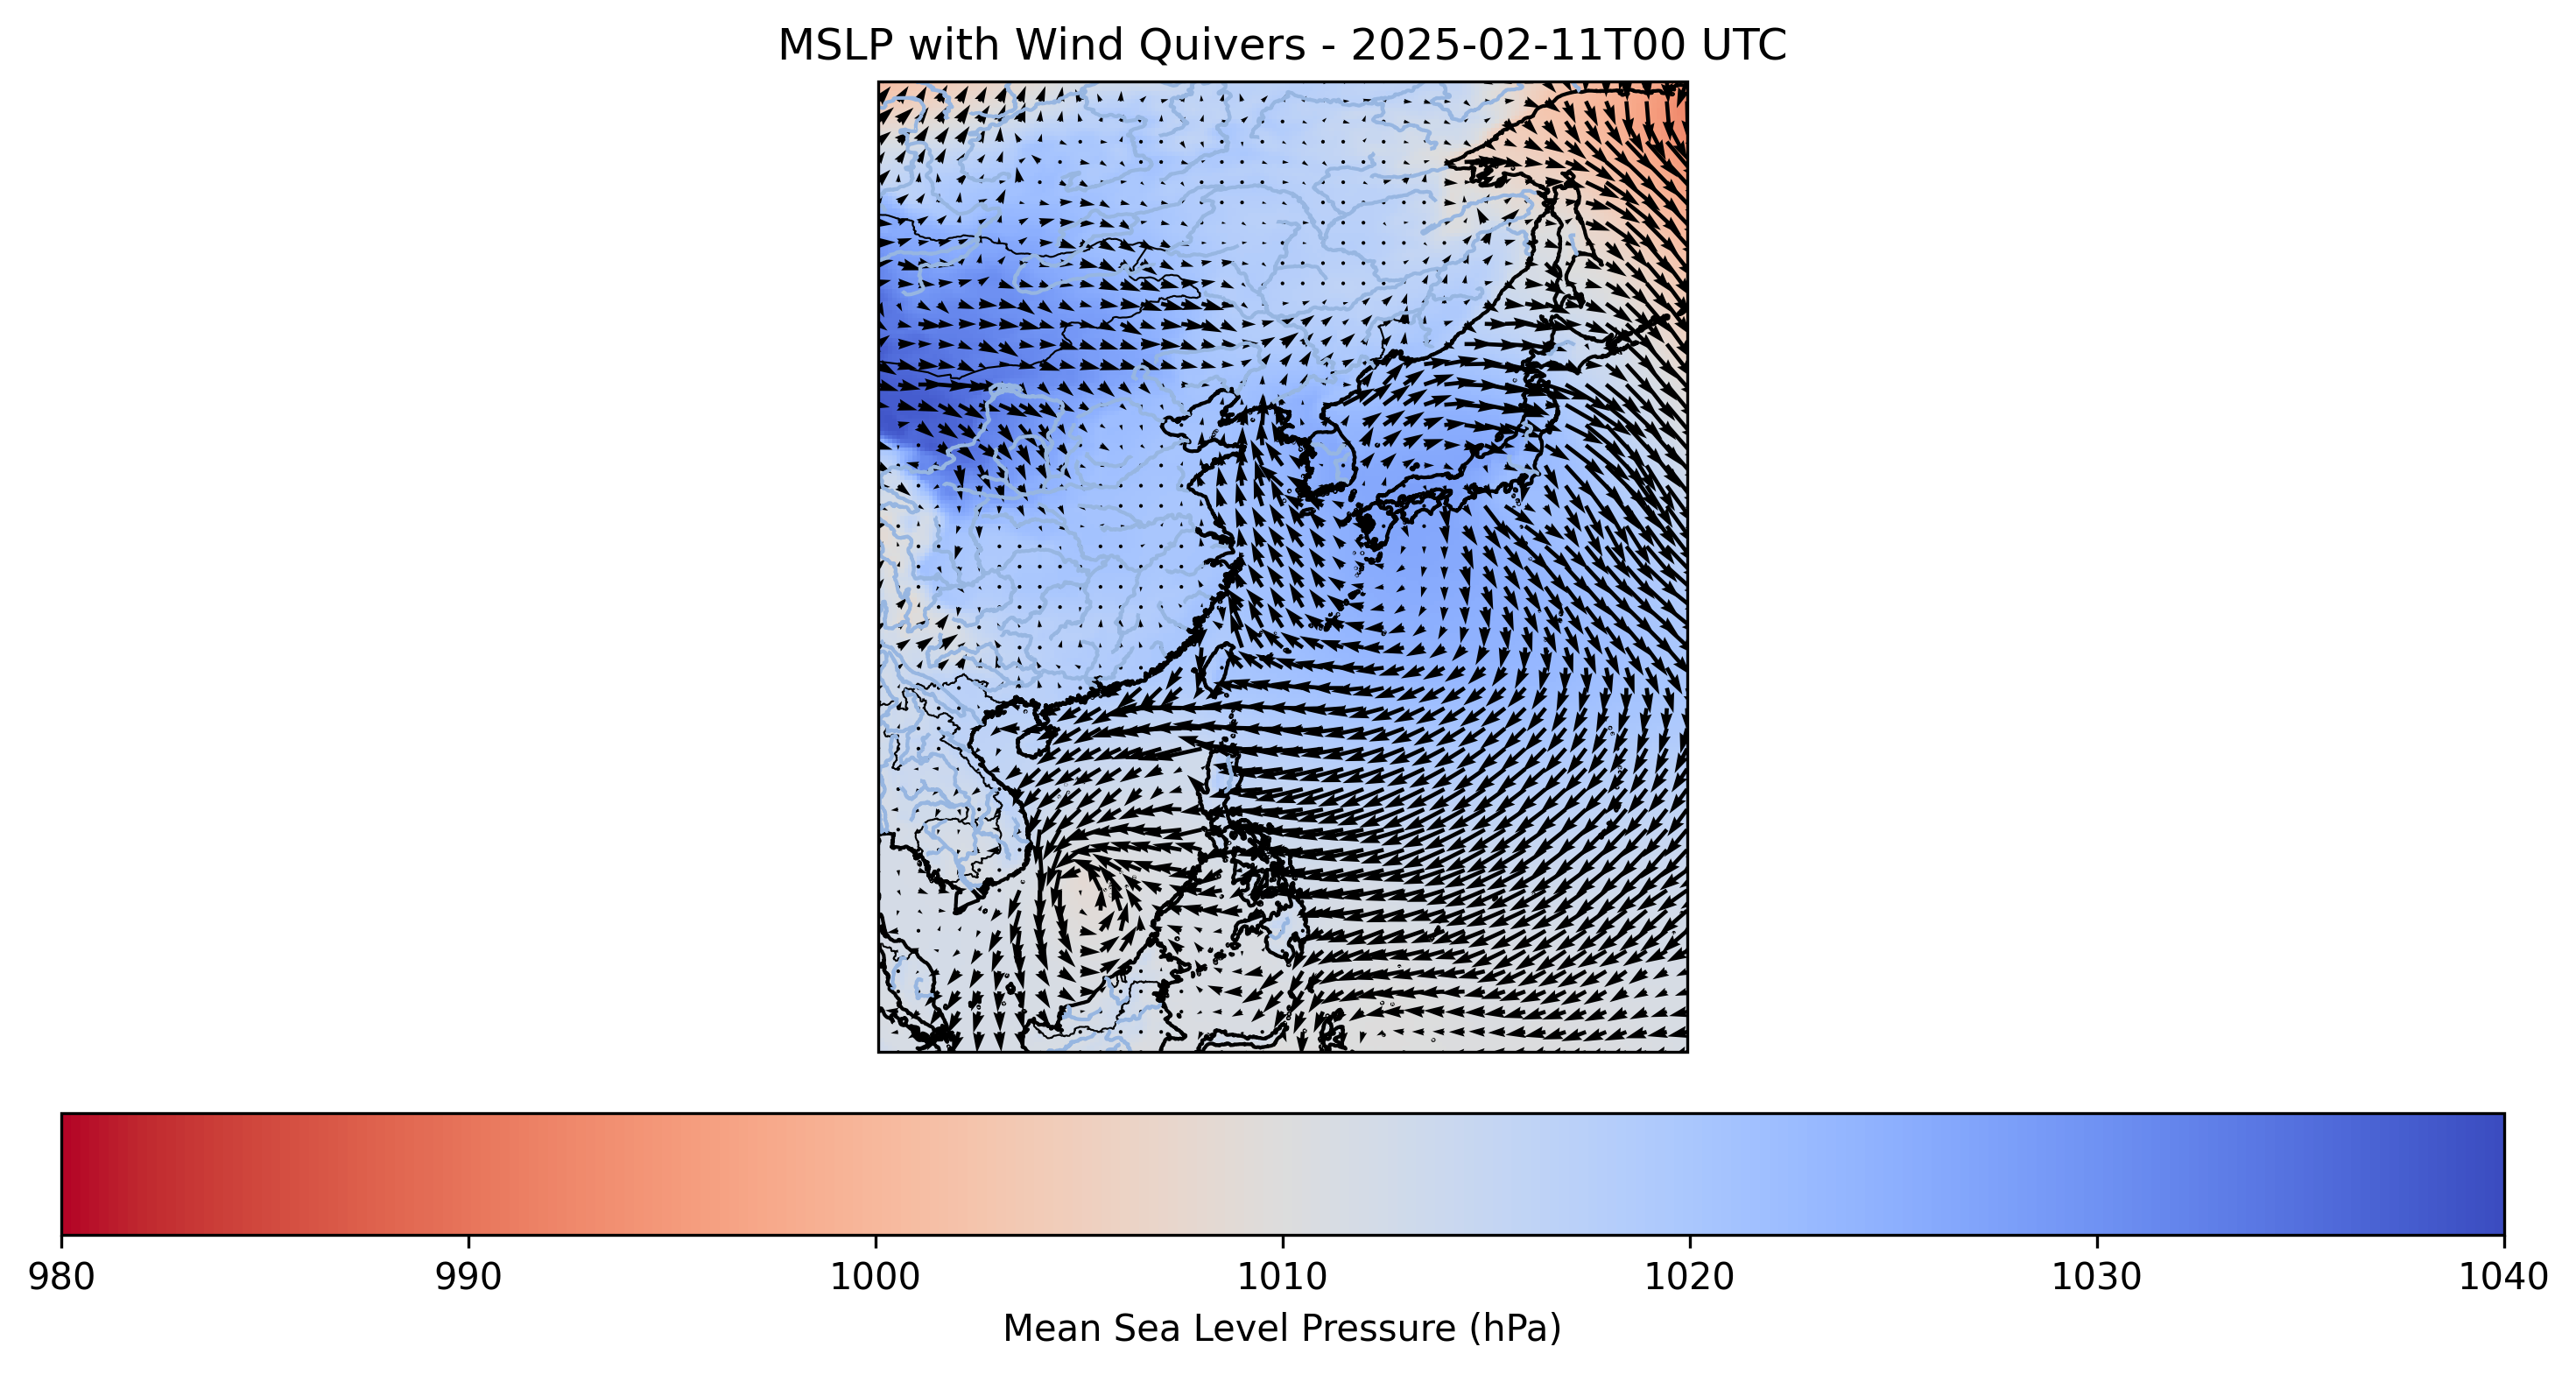 MSLP with Wind Quivers - 2025-02-11T00 UTC
980 990 1000 1010 1020 1030 1040
Mean Sea Level Pressure (hPa)